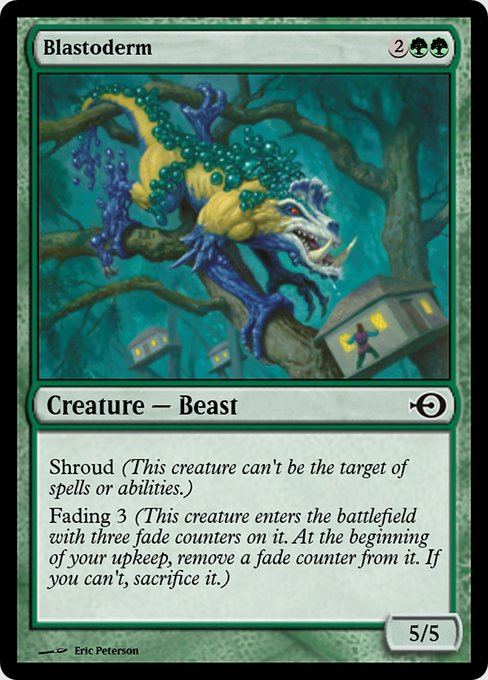 Blastoderm 2
Creature — Beast
Shroud (This creature can't be the target of
spells or abilities.)
Fading 3 (This creature enters the battlefield
with three fade counters on it. At the beginning
of your upkeep, remove a fade counter from it. If
you can't, sacrifice it.)
5/5
Eric Peterson